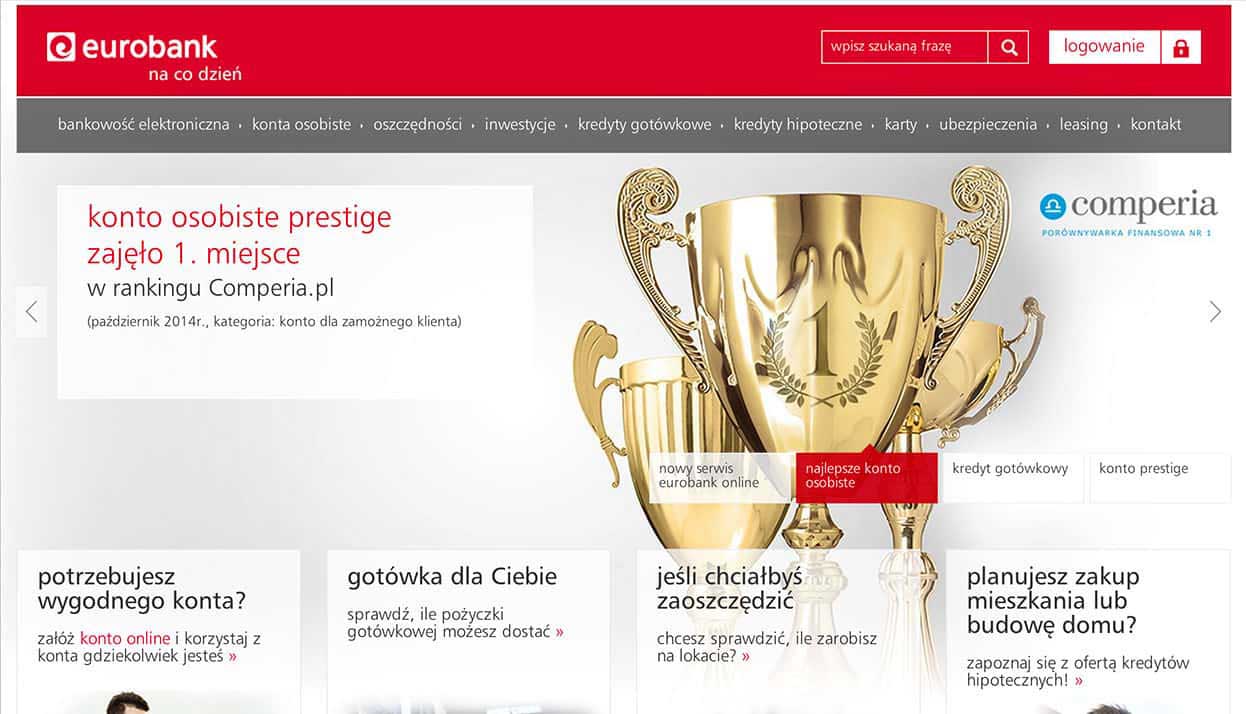 eurobank
na co dzień
wpisz szukaną frazę
logowanie
bankowość elektroniczna
konta osobiste
oszczędności
inwestycje
kredyty gotówkowe
kredyty hipoteczne
karty
ubezpieczenia
leasing
kontakt
konto osobiste prestige
zajęło 1. miejsce
w rankingu Comperia.pl
(październik 2014r., kategoria: konto dla zamożnego klienta)
comperia
PORÓWNYWARKA FINANSOWA NR 1
1
nowy serwis
eurobank online
najlepsze konto
osobiste
kredyt gotówkowy
konto prestige
potrzebujesz
wygodnego konta?
załóż konto online i korzystaj z
konta gdziekolwiek jesteś »
gotówka dla Ciebie
sprawdź, ile pożyczki
gotówkowej możesz dostać »
jeśli chciałbyś
zaoszczędzić
chcesz sprawdzić, ile zarobisz
na lokacie? »
planujesz zakup
mieszkania lub
budowę domu?
zapoznaj się z ofertą kredytów
hipotecznych! »